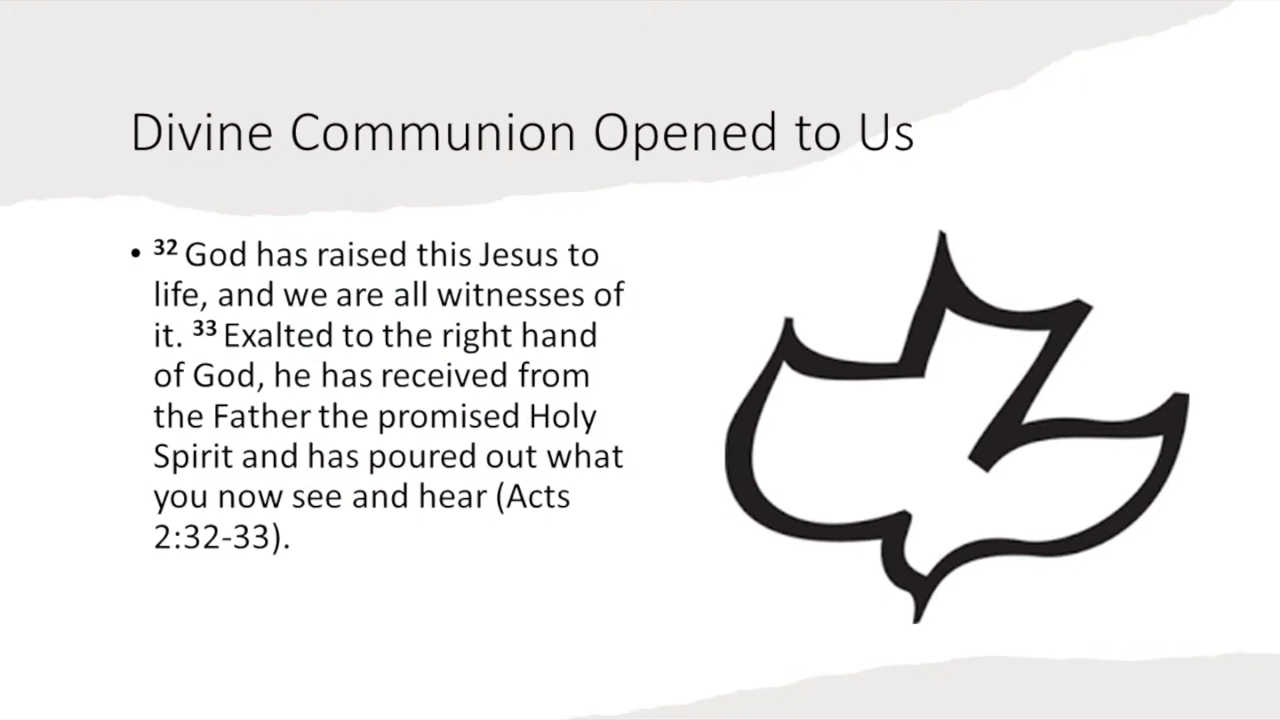 Divine Communion Opened to Us
• 32 God has raised this Jesus to
life, and we are all witnesses of
it. 33 Exalted to the right hand
of God, he has received from
the Father the promised Holy
Spirit and has poured out what
you now see and hear (Acts
2:32-33).